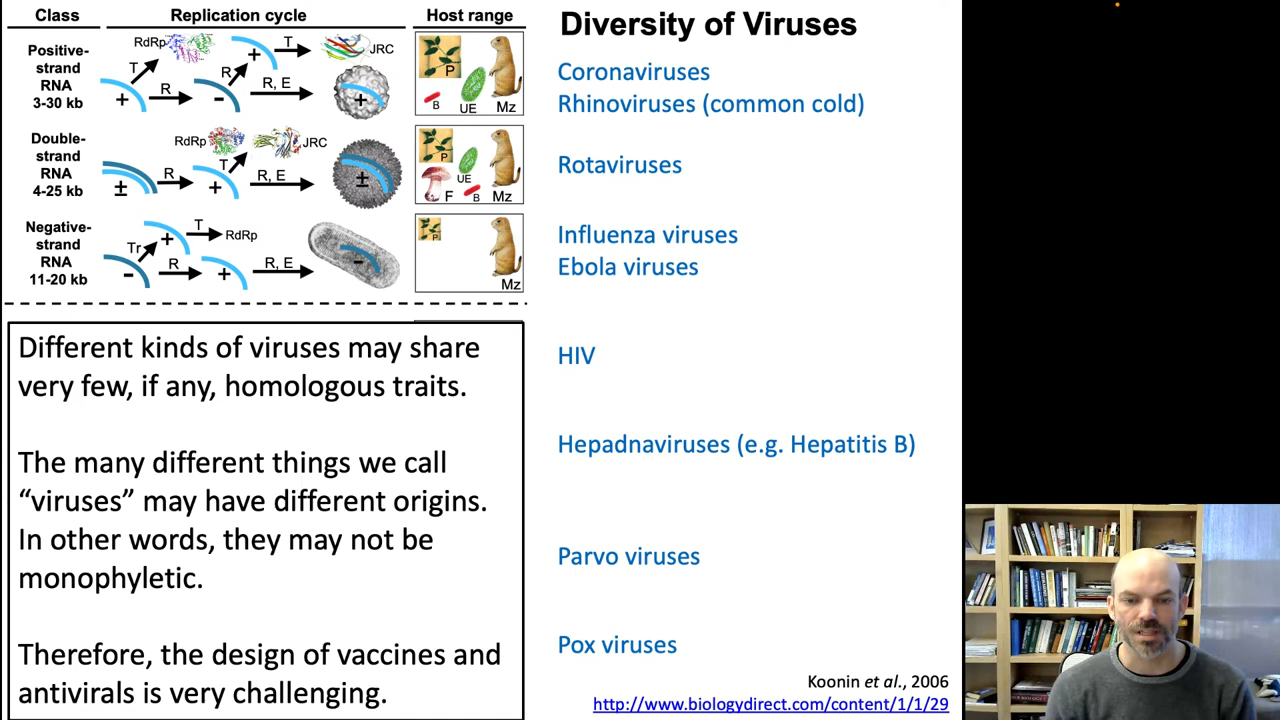 Class Replication cycle Host range
Diversity of Viruses
Positive-
strand
RNA
3-30 kb
RdRp
T
R
+
-
R
+
T
JRC
R, E
+
P
B
UE
Mz
Coronaviruses
Rhinoviruses (common cold)
Double-
strand
RNA
4-25 kb
RdRp
JRC
±
R
+
T
R, E
±
P
UE
F
B
Mz
Rotaviruses
Negative-
strand
RNA
11-20 kb
-
Tr
+
T
RdRp
R
+
R, E
-
P
Mz
Influenza viruses
Ebola viruses
Different kinds of viruses may share
very few, if any, homologous traits.
The many different things we call
“viruses” may have different origins.
In other words, they may not be
monophyletic.
Therefore, the design of vaccines and
antivirals is very challenging.
HIV
Hepadnaviruses (e.g. Hepatitis B)
Parvo viruses
Pox viruses
Koonin et al., 2006
http://www.biologydirect.com/content/1/1/29